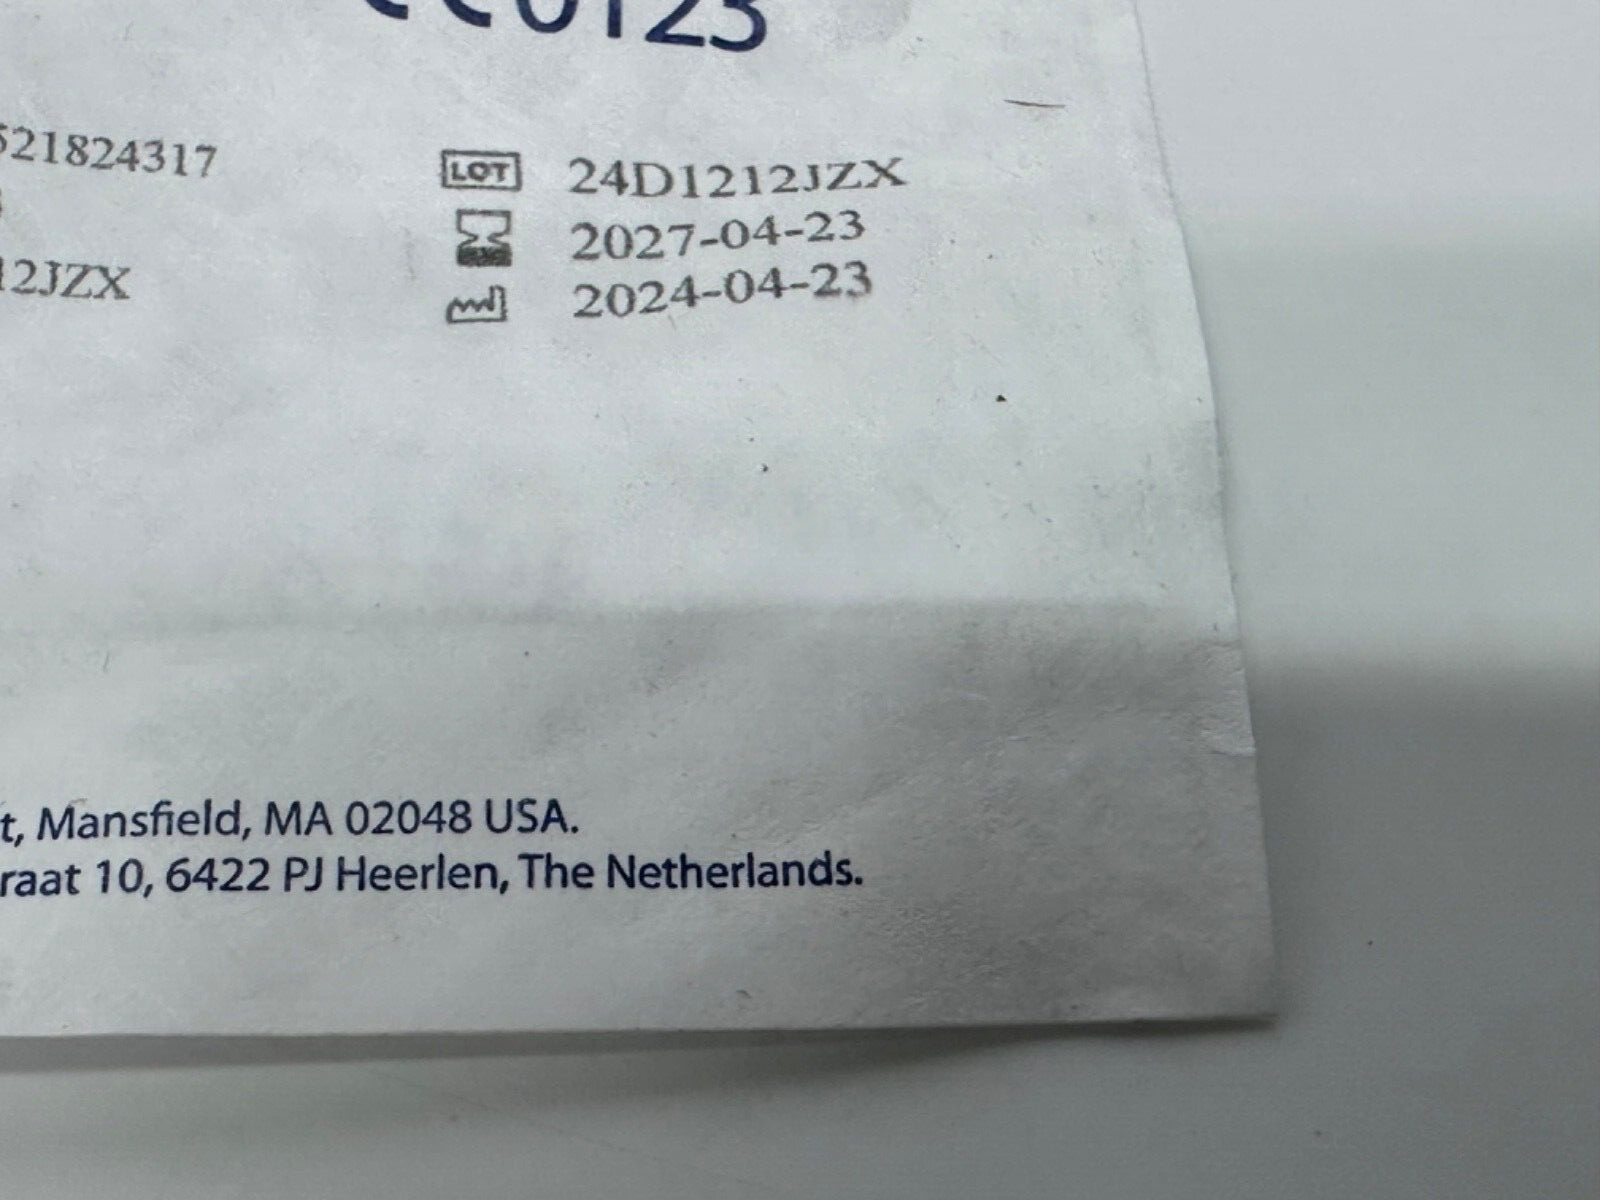 0123
521824317
LOT 24D1212JZX
2027-04-23
12JZX
2024-04-23
t, Mansfield, MA 02048 USA.
raat 10, 6422 PJ Heerlen, The Netherlands.